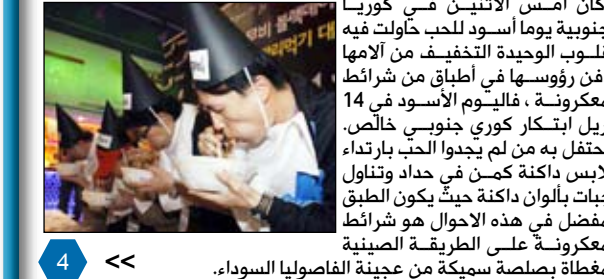 كان أمس الاثنين في كوريا
جنوبية يوما أسود للحب حاولت فيه
قلوب الوحيدة التخفيف من آلامها
فن رؤوسها في أطباق من شرائط
معكرونة ، فاليوم الأسود في 14
ريل ابتكار كوري جنوبي خالص.
حتفل به من لم يجدوا الحب بارتداء
لابس داكنة كمن في حداد وتناول
جبات بألوان داكنة حيث يكون الطبق
مفضل في هذه الاحوال هو شرائط
معكرونة على الطريقة الصينية
مغطاة بصلصة سميكة من عجينة الفاصوليا السوداء.
>> 4